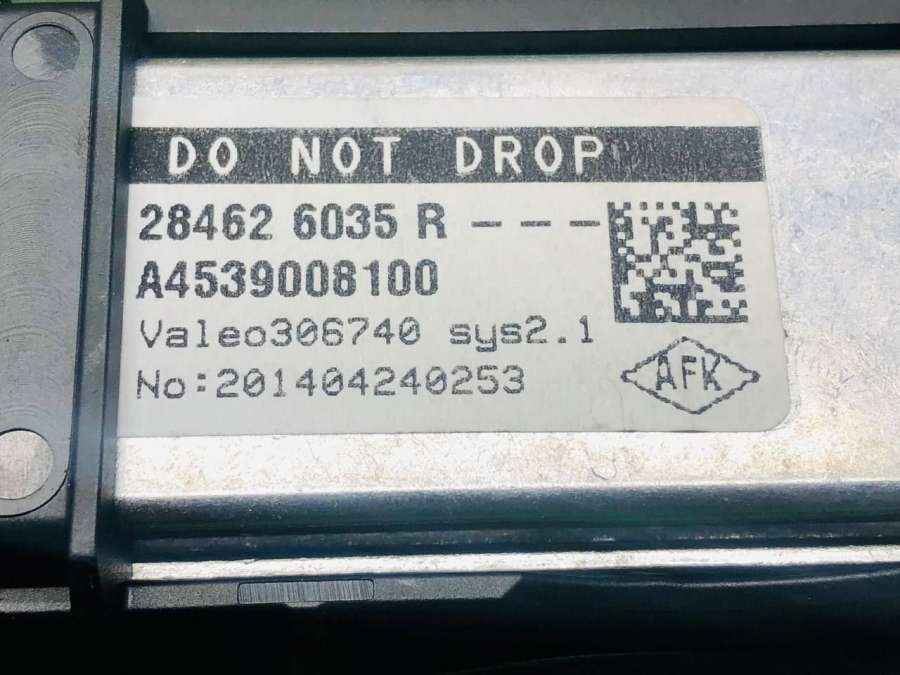 DO NOT DROP
28462 6035 R ---
A4539008100
Valeo306740 sys2.1
No:201404240253
AFK